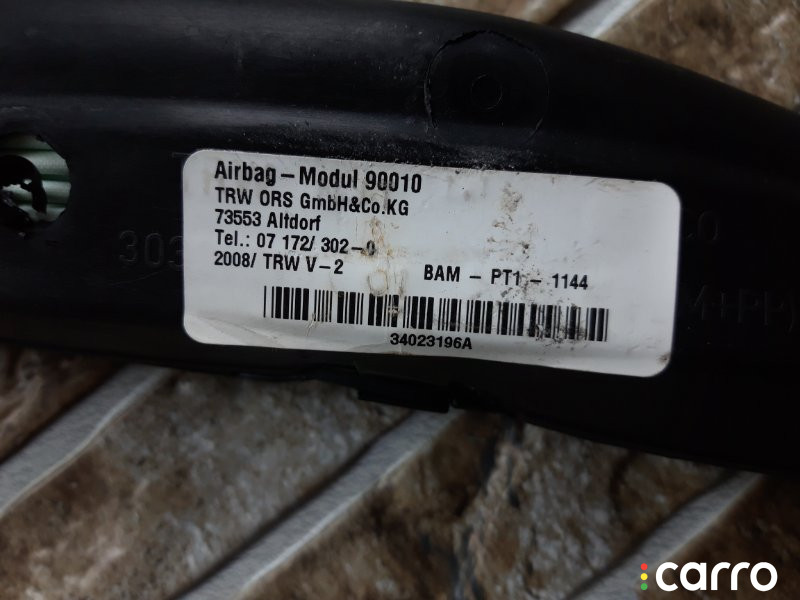 Airbag-Modul 90010
TRW ORS GmbH&Co.KG
73553 Altdorf
Tel.: 07 172/ 302-0
2008/ TRW V-2 BAM - PT1 - 1144
34023196A
carro